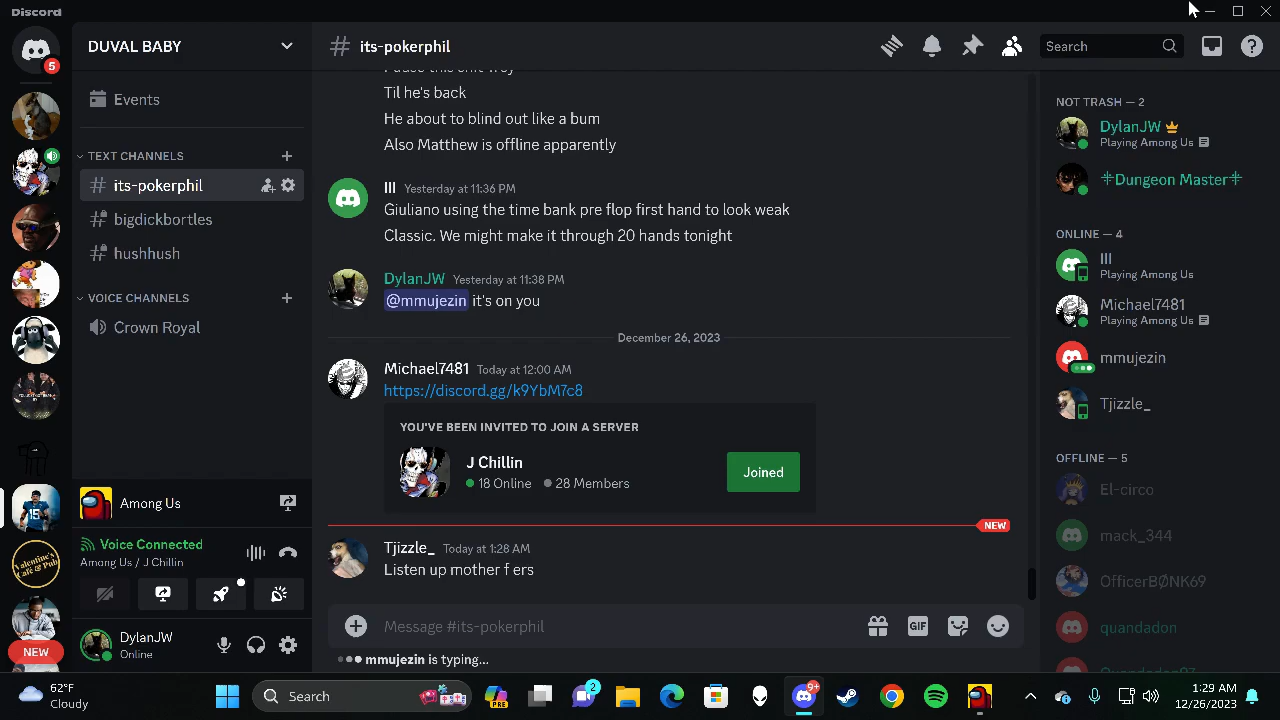 Discord
5
DUVAL BABY
# its-pokerphil
Search
Events
TEXT CHANNELS
its-pokerphil
bigdickbortles
hushhush
VOICE CHANNELS
Crown Royal
Among Us
Voice Connected
Among Us / J Chillin
DylanJW
Online
NEW
Til he's back
He about to blind out like a bum
Also Matthew is offline apparently
lll Yesterday at 11:36 PM
Giuliano using the time bank pre flop first hand to look weak
Classic. We might make it through 20 hands tonight
DylanJW Yesterday at 11:38 PM
@mmujezin it's on you
December 26, 2023
Michael7481 Today at 12:00 AM
https://discord.gg/k9YbM7c8
YOU'VE BEEN INVITED TO JOIN A SERVER
J Chillin
18 Online 28 Members
Joined
NEW
Tjizzle_ Today at 1:28 AM
Listen up mother f ers
Message #its-pokerphil
GIF
mmujezin is typing...
NOT TRASH — 2
DylanJW
Playing Among Us
⸸Dungeon Master⸸
ONLINE — 4
lll
Playing Among Us
Michael7481
Playing Among Us
mmujezin
Tjizzle_
OFFLINE — 5
El-circo
mack_344
OfficerBØNK69
quandadon
62°F
Cloudy
Search
PRE
2
9+
1:29 AM
12/26/2023